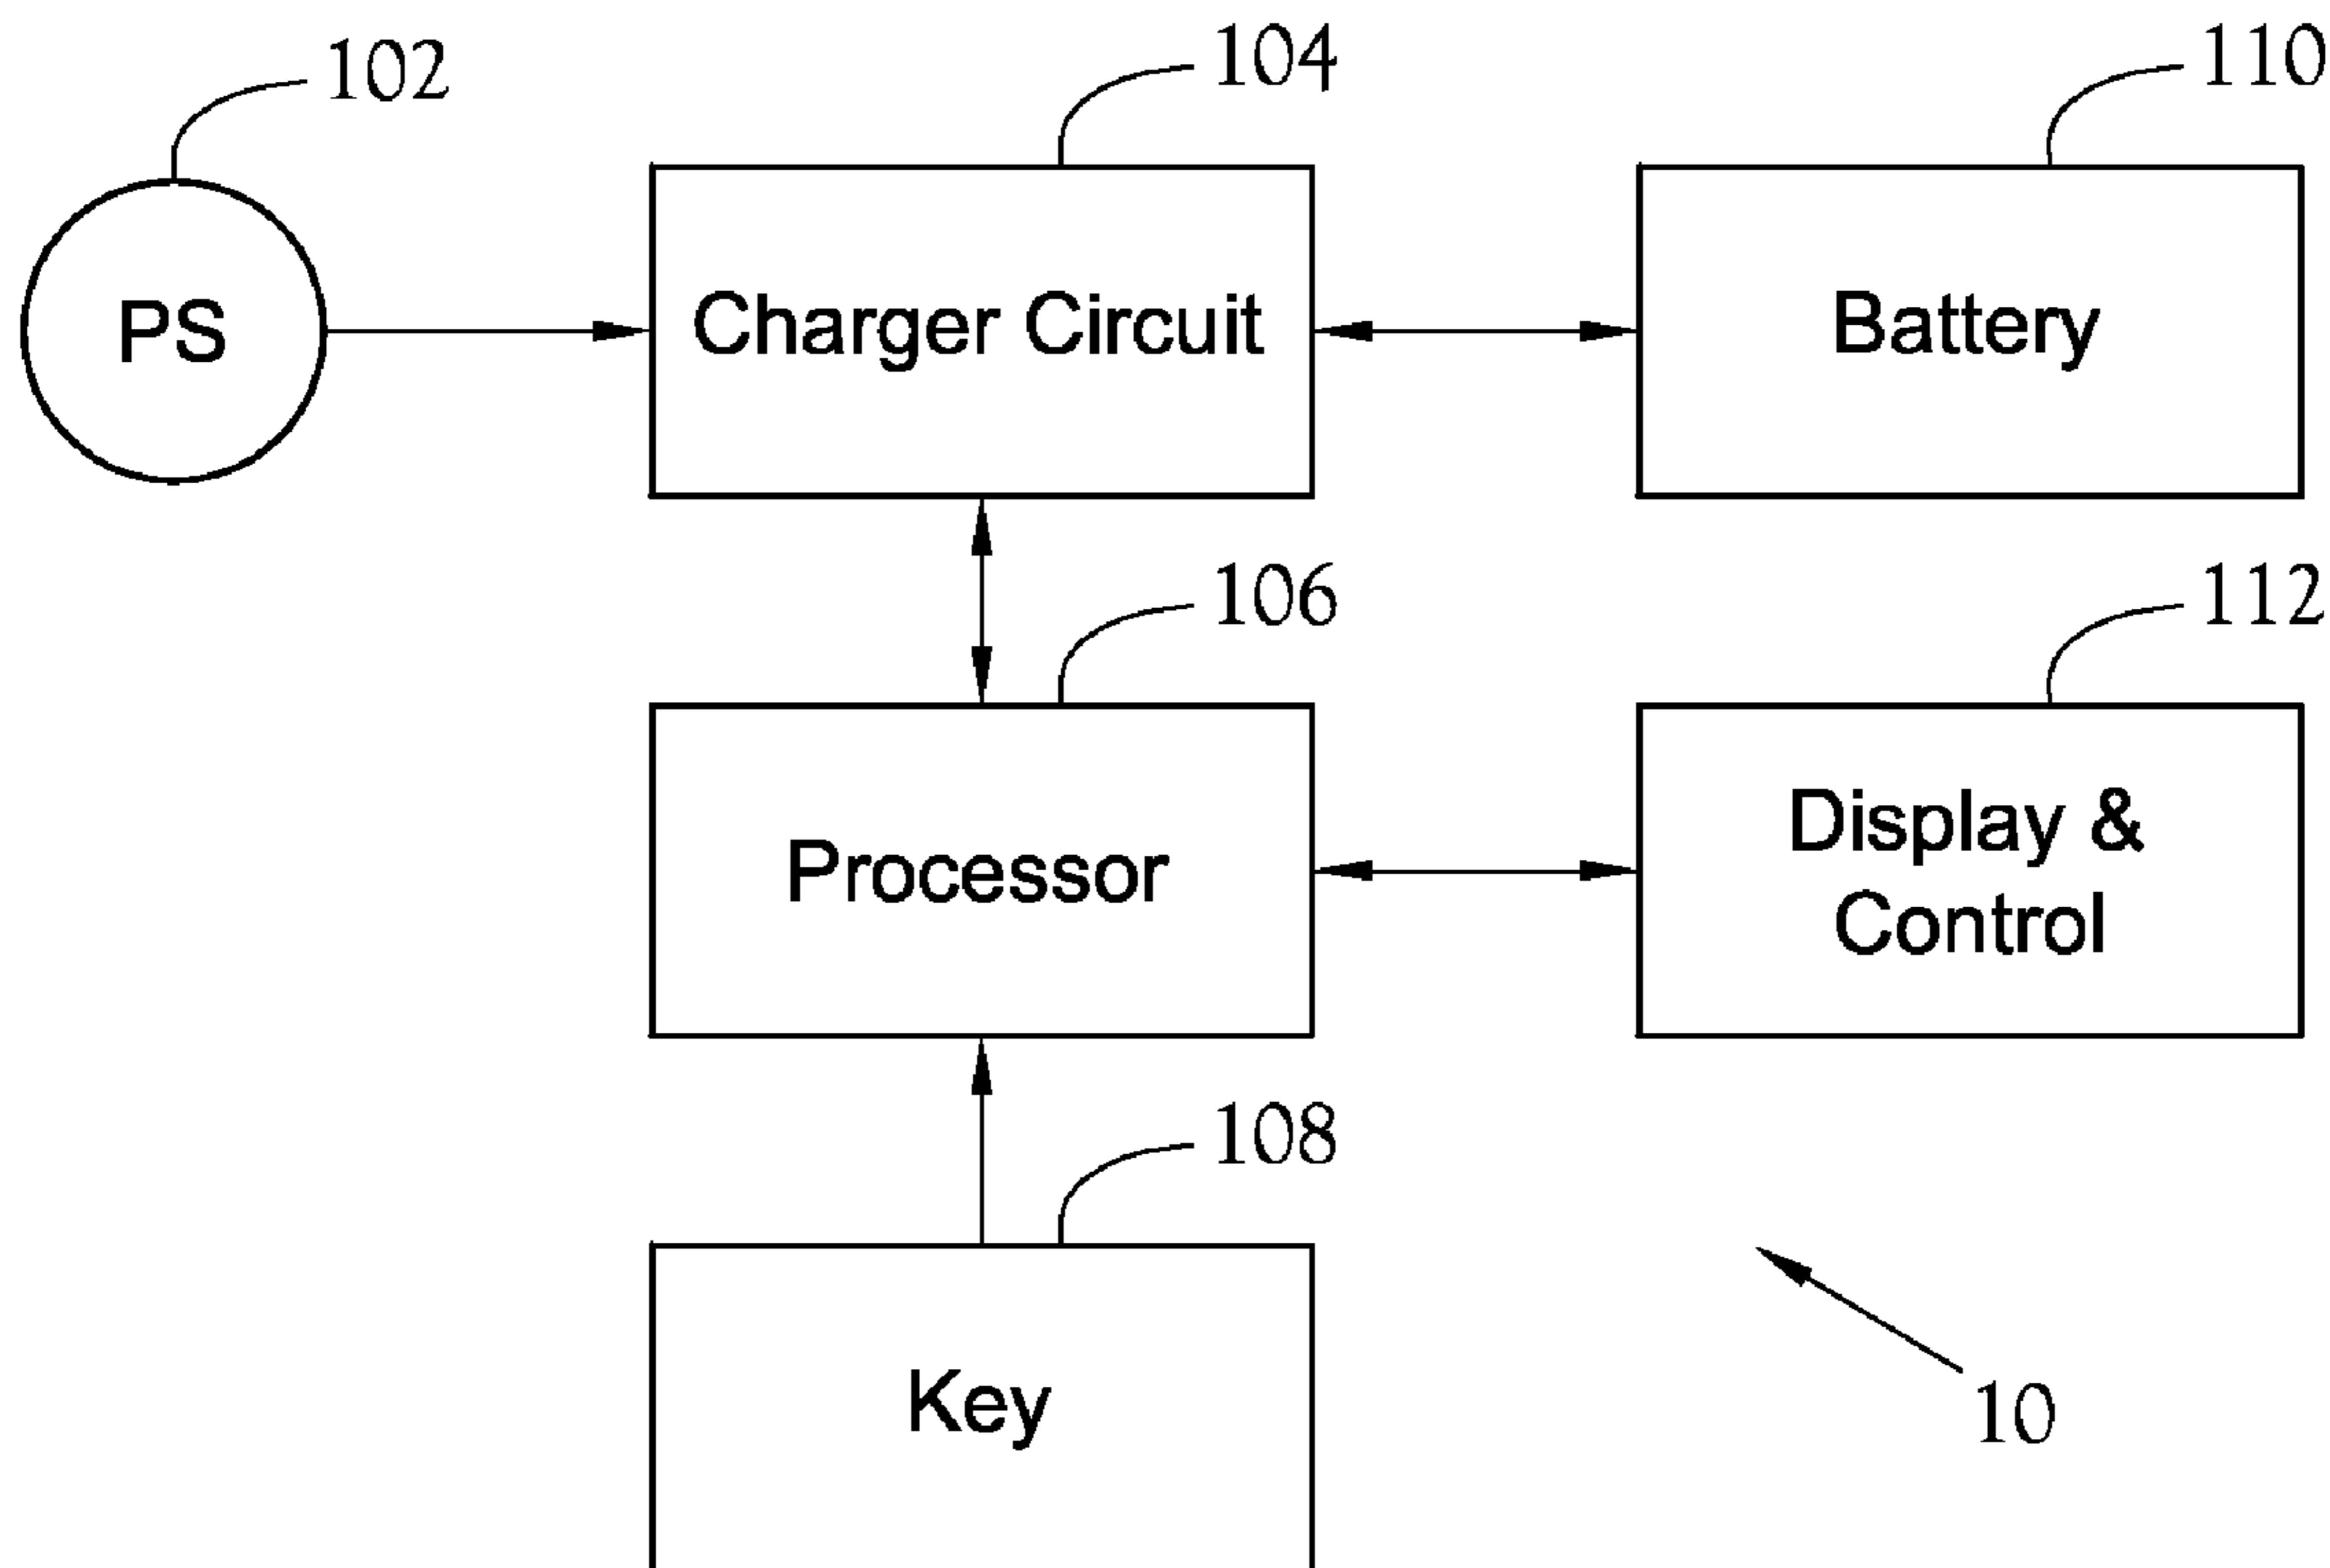 102
104
110
PS
Charger Circuit
Battery
106
112
Processor
Display &
Control
108
Key
10